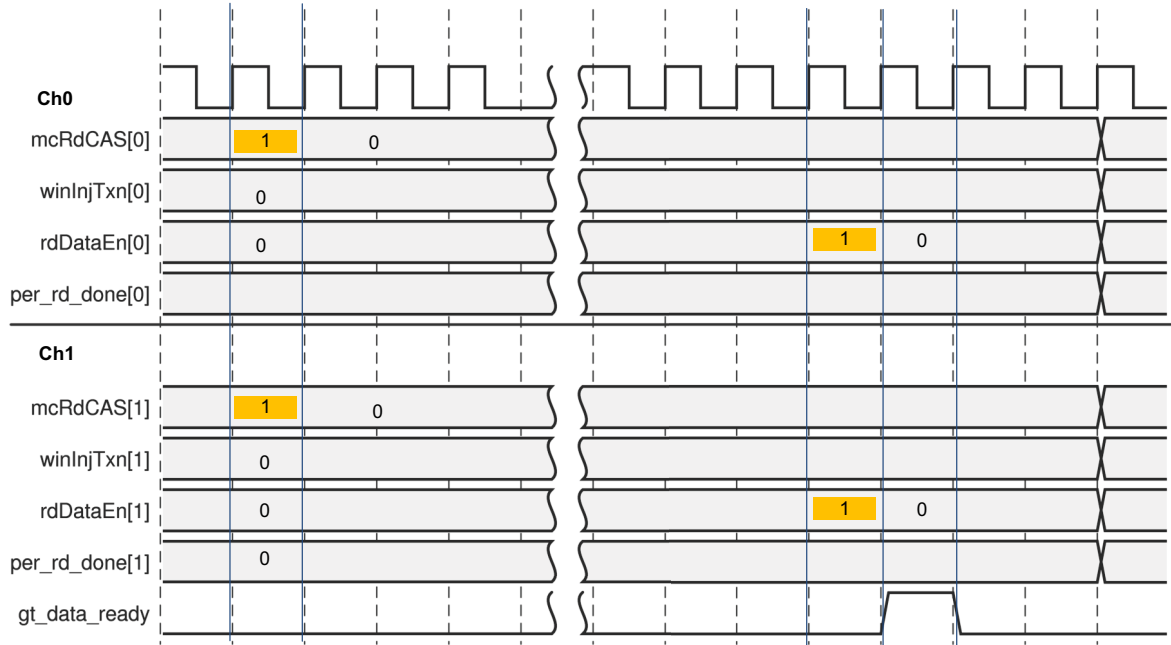 Ch0
mcRdCAS[0] 1 0
winInjTxn[0] 0
rdDataEn[0] 0 1 0
per_rd_done[0]
Ch1
mcRdCAS[1] 1 0
winInjTxn[1] 0
rdDataEn[1] 0 1 0
per_rd_done[1] 0
gt_data_ready